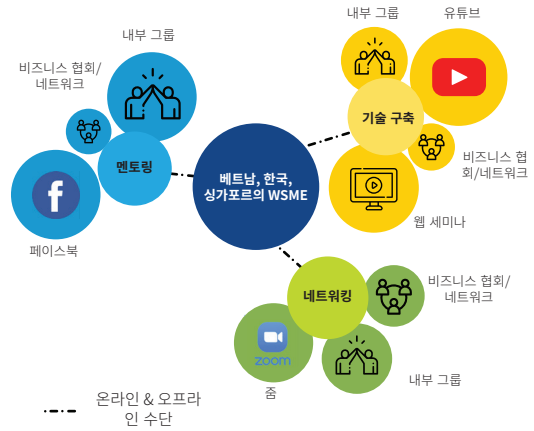 내부 그룹
비즈니스 협회/
네트워크
멘토링
f
페이스북
베트남, 한국,
싱가포르의 WSME
내부 그룹
유튜브
기술 구축
비즈니스 협
회/네트워크
웹 세미나
네트워킹
비즈니스 협회/
네트워크
zoom
줌
내부 그룹
온라인 & 오프라
인 수단